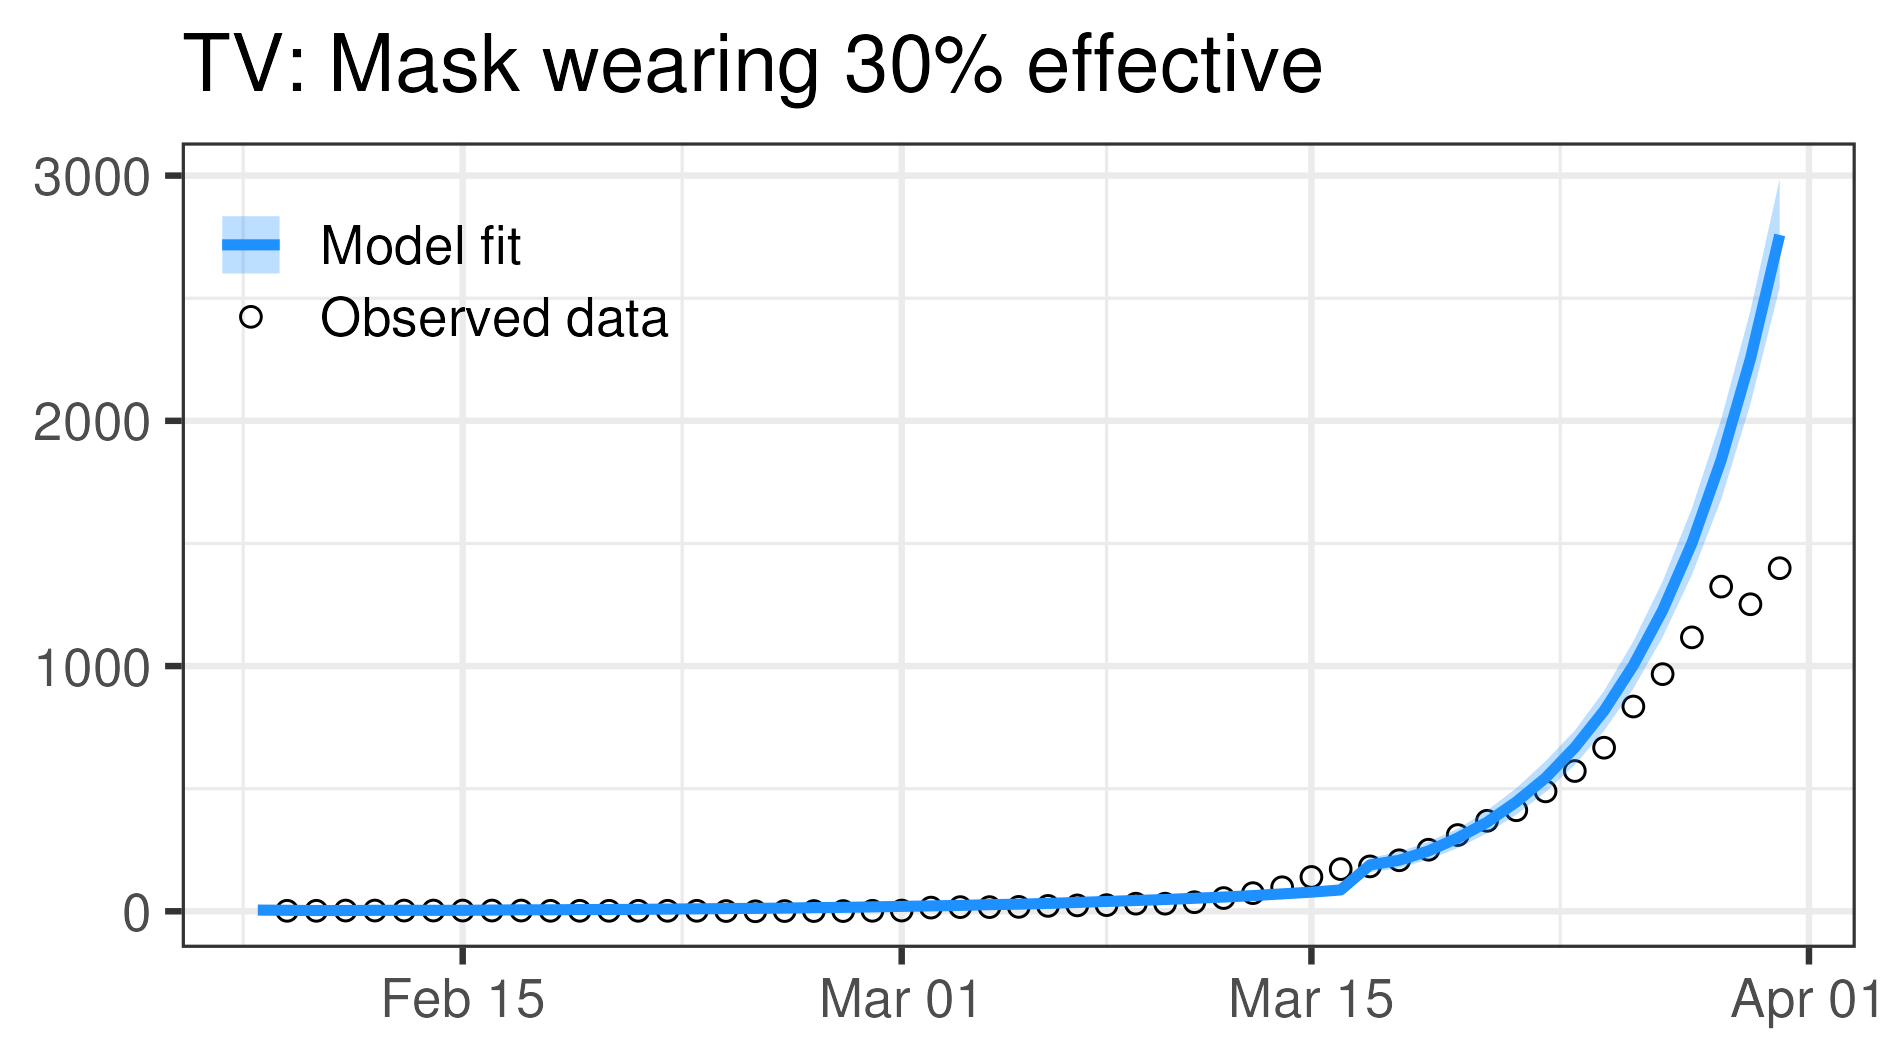 TV: Mask wearing 30% effective
3000
Model fit
Observed data
2000
1000
0
Feb 15
Mar 01
Mar 15
Apr 01